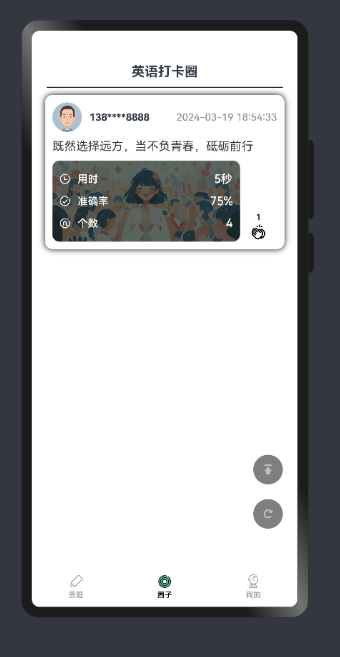 英语打卡圈
138****8888 2024-03-19 18:54:33
既然选择远方，当不负青春，砥砺前行
用时 5秒
准确率 75%
个数 4
1
答题 圈子 我的